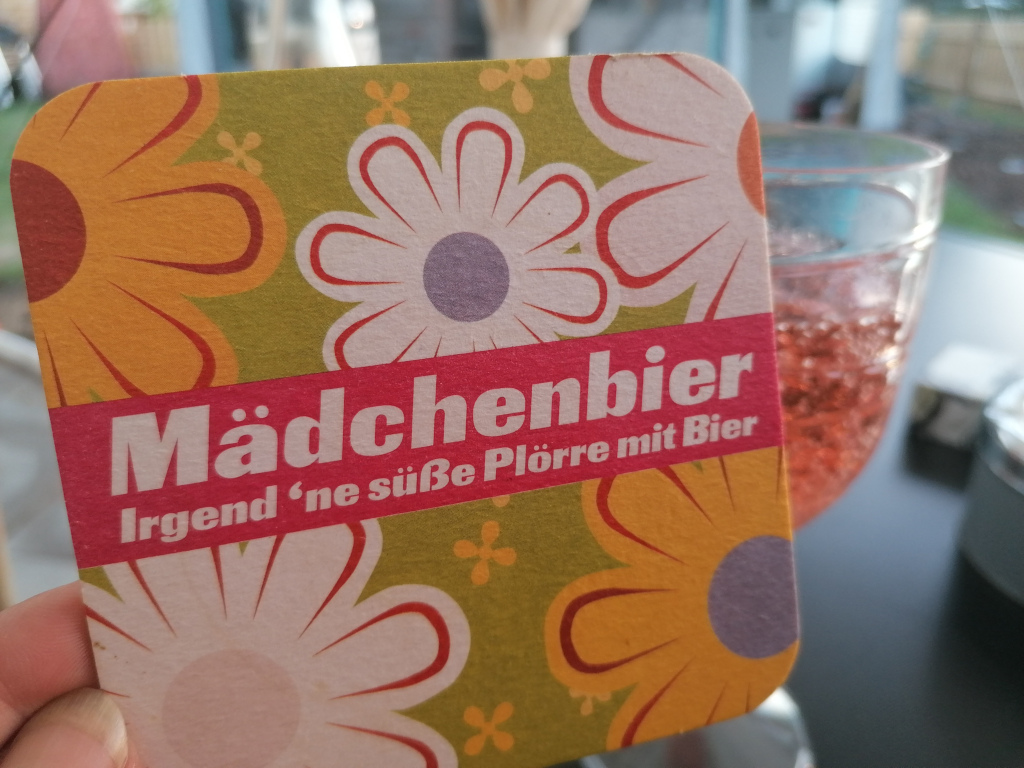 Mädchenbier
Irgend ‘ne süße Plörre mit Bier